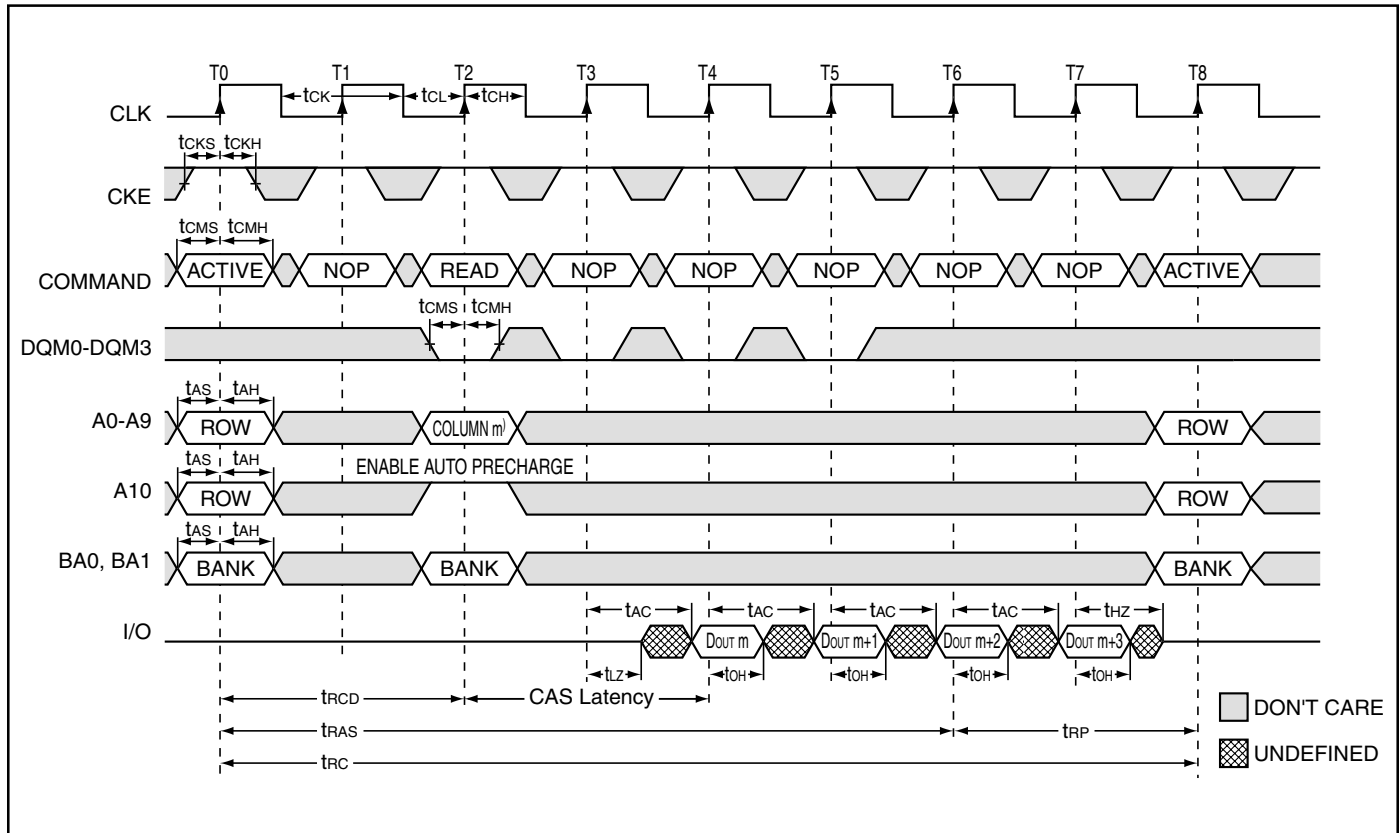 T0 T1 T2 T3 T4 T5 T6 T7 T8
tCK tCL tCH
CLK
tCKS tCKH
CKE
tCMS tCMH
COMMAND ACTIVE NOP READ NOP NOP NOP NOP NOP ACTIVE
tCMS tCMH
DQM0-DQM3
tAS tAH
A0-A9 ROW COLUMN m) ROW
tAS tAH ENABLE AUTO PRECHARGE
A10 ROW ROW
tAS tAH
BA0, BA1 BANK BANK BANK
tAC tAC tAC tAC tHZ
I/O DOUT m DOUT m+1 DOUT m+2 DOUT m+3
tLZ tOH tOH tOH tOH
tRCD CAS Latency
DON'T CARE
tRAS tRP
UNDEFINED
tRC